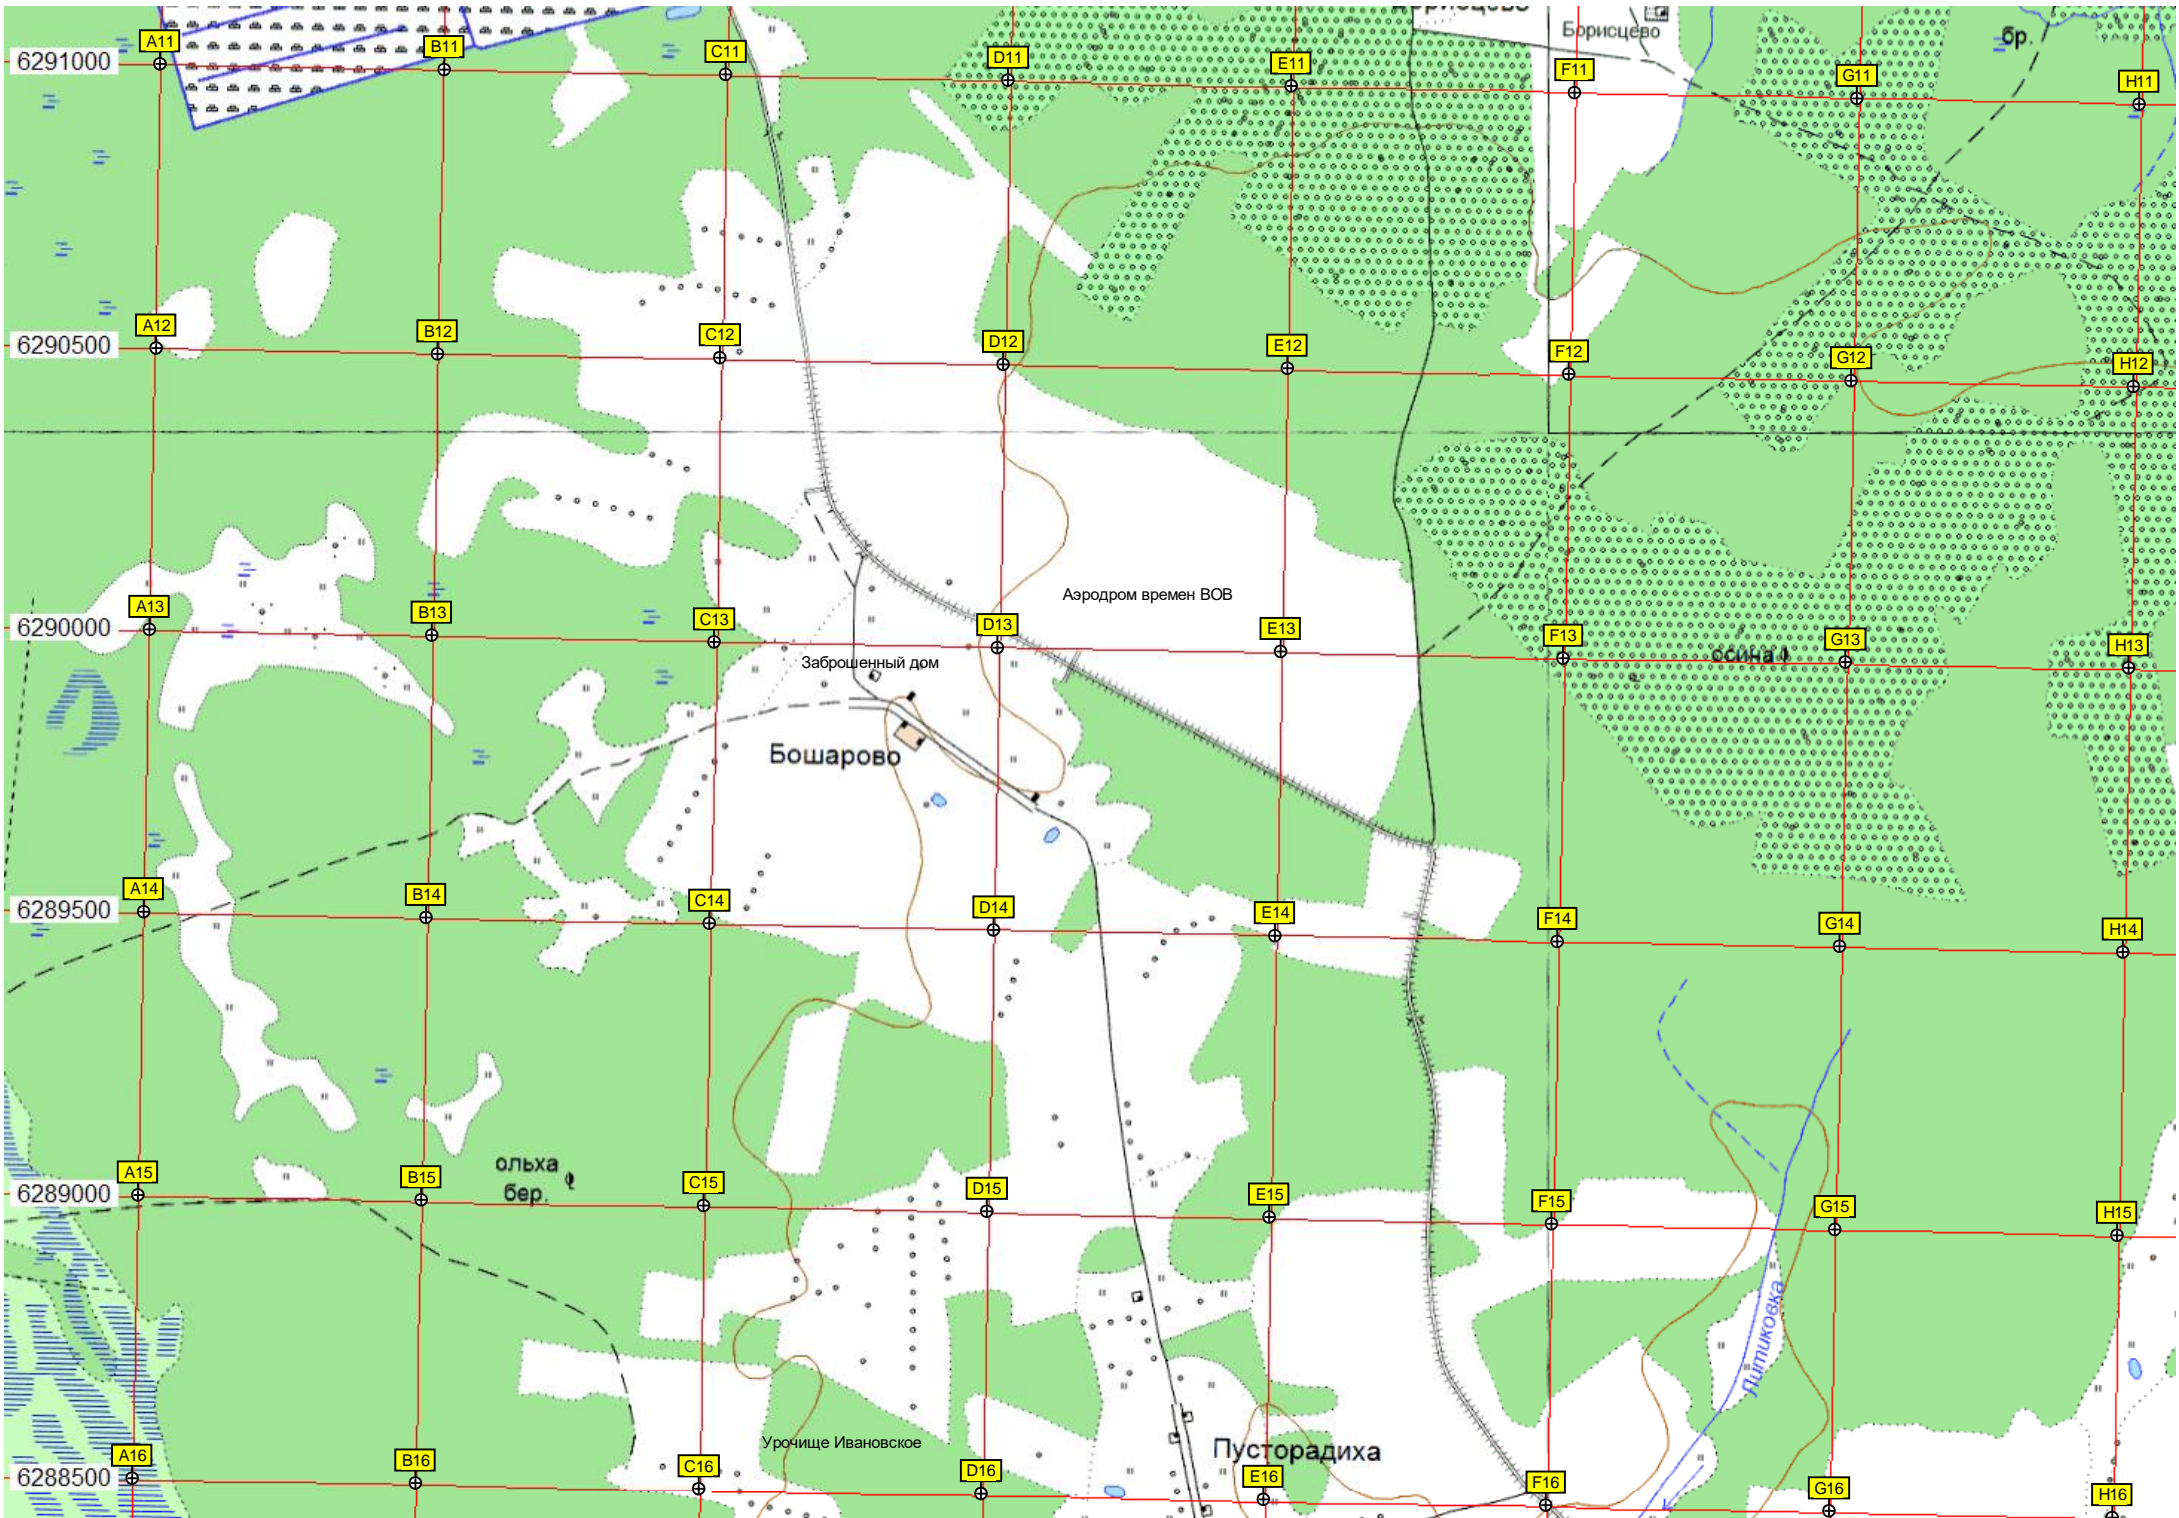 Борисцево
Борисцево
бр.
A11
B11
C11
D11
E11
F11
G11
H11
6291000
A12
B12
C12
D12
E12
F12
G12
H12
6290500
Аэродром времен ВОВ
A13
B13
C13
D13
E13
F13
G13
H13
6290000
осина
Заброшенный дом
Бошарово
A14
B14
C14
D14
E14
F14
G14
H14
6289500
ольха
бер.
A15
B15
C15
D15
E15
F15
G15
H15
6289000
Литиковка
Урочище Ивановское
Пусторадиха
A16
B16
C16
D16
E16
F16
G16
H16
6288500